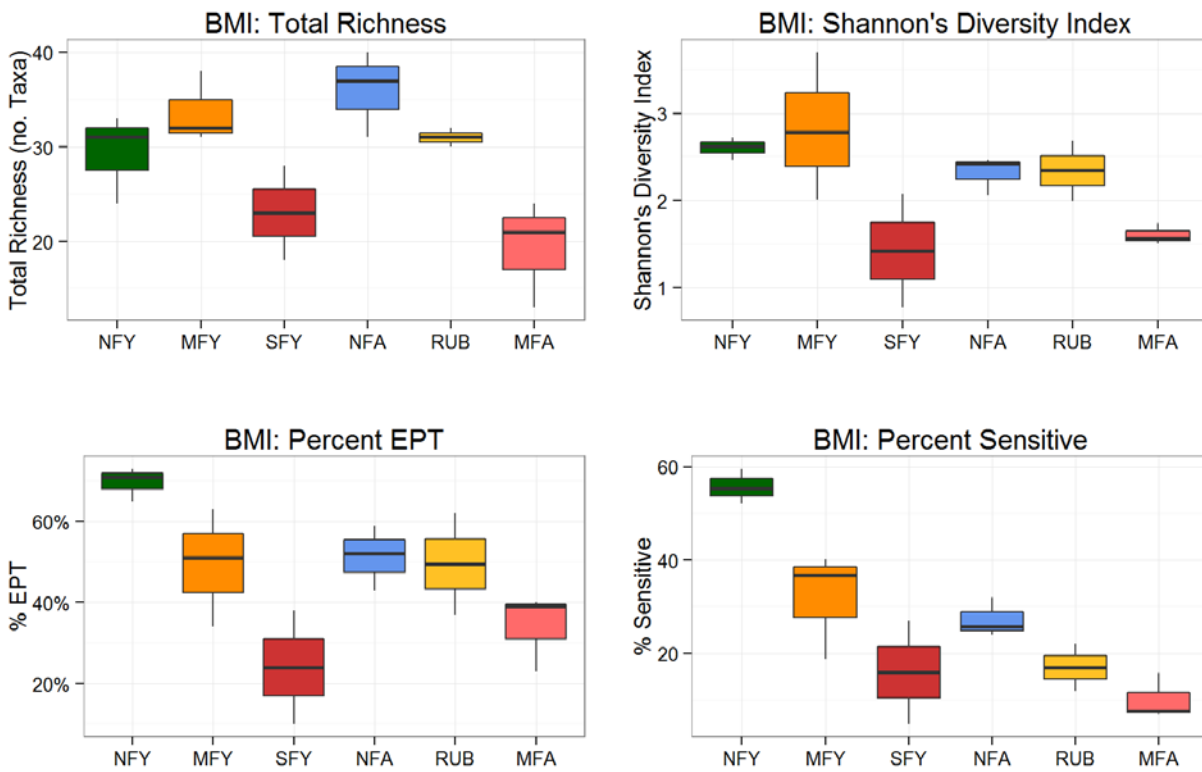 BMI: Total Richness
Total Richness (no. Taxa)
40
30
20
NFY MFY SFY NFA RUB MFA
BMI: Shannon's Diversity Index
Shannon's Diversity Index
3
2
1
NFY MFY SFY NFA RUB MFA
BMI: Percent EPT
% EPT
60%
40%
20%
NFY MFY SFY NFA RUB MFA
BMI: Percent Sensitive
% Sensitive
60
40
20
NFY MFY SFY NFA RUB MFA